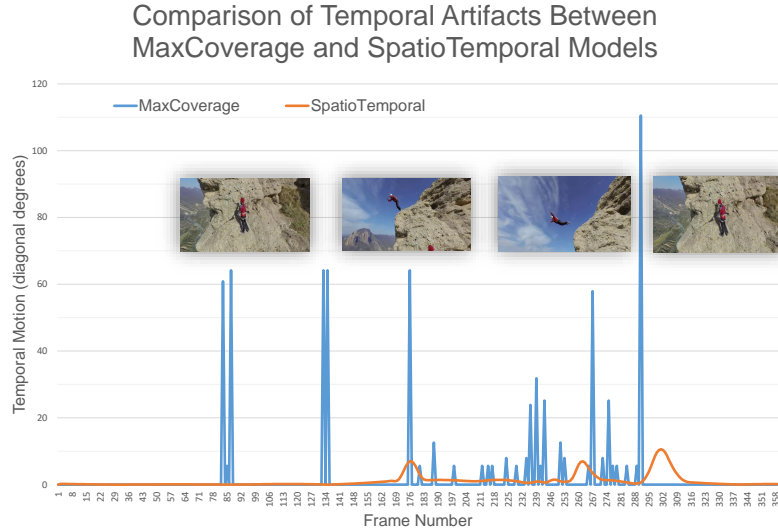 Comparison of Temporal Artifacts Between
MaxCoverage and SpatioTemporal Models
120
MaxCoverage SpatioTemporal
100
80
60
40
20
0
Temporal Motion (diagonal degrees)
1 8 15 22 29 36 43 50 57 64 71 78 85 92 99 106 113 120 127 134 141 148 155 162 169 176 183 190 197 204 211 218 225 232 239 246 253 260 267 274 281 288 295 302 309 316 323 330 337 344 351 358
Frame Number